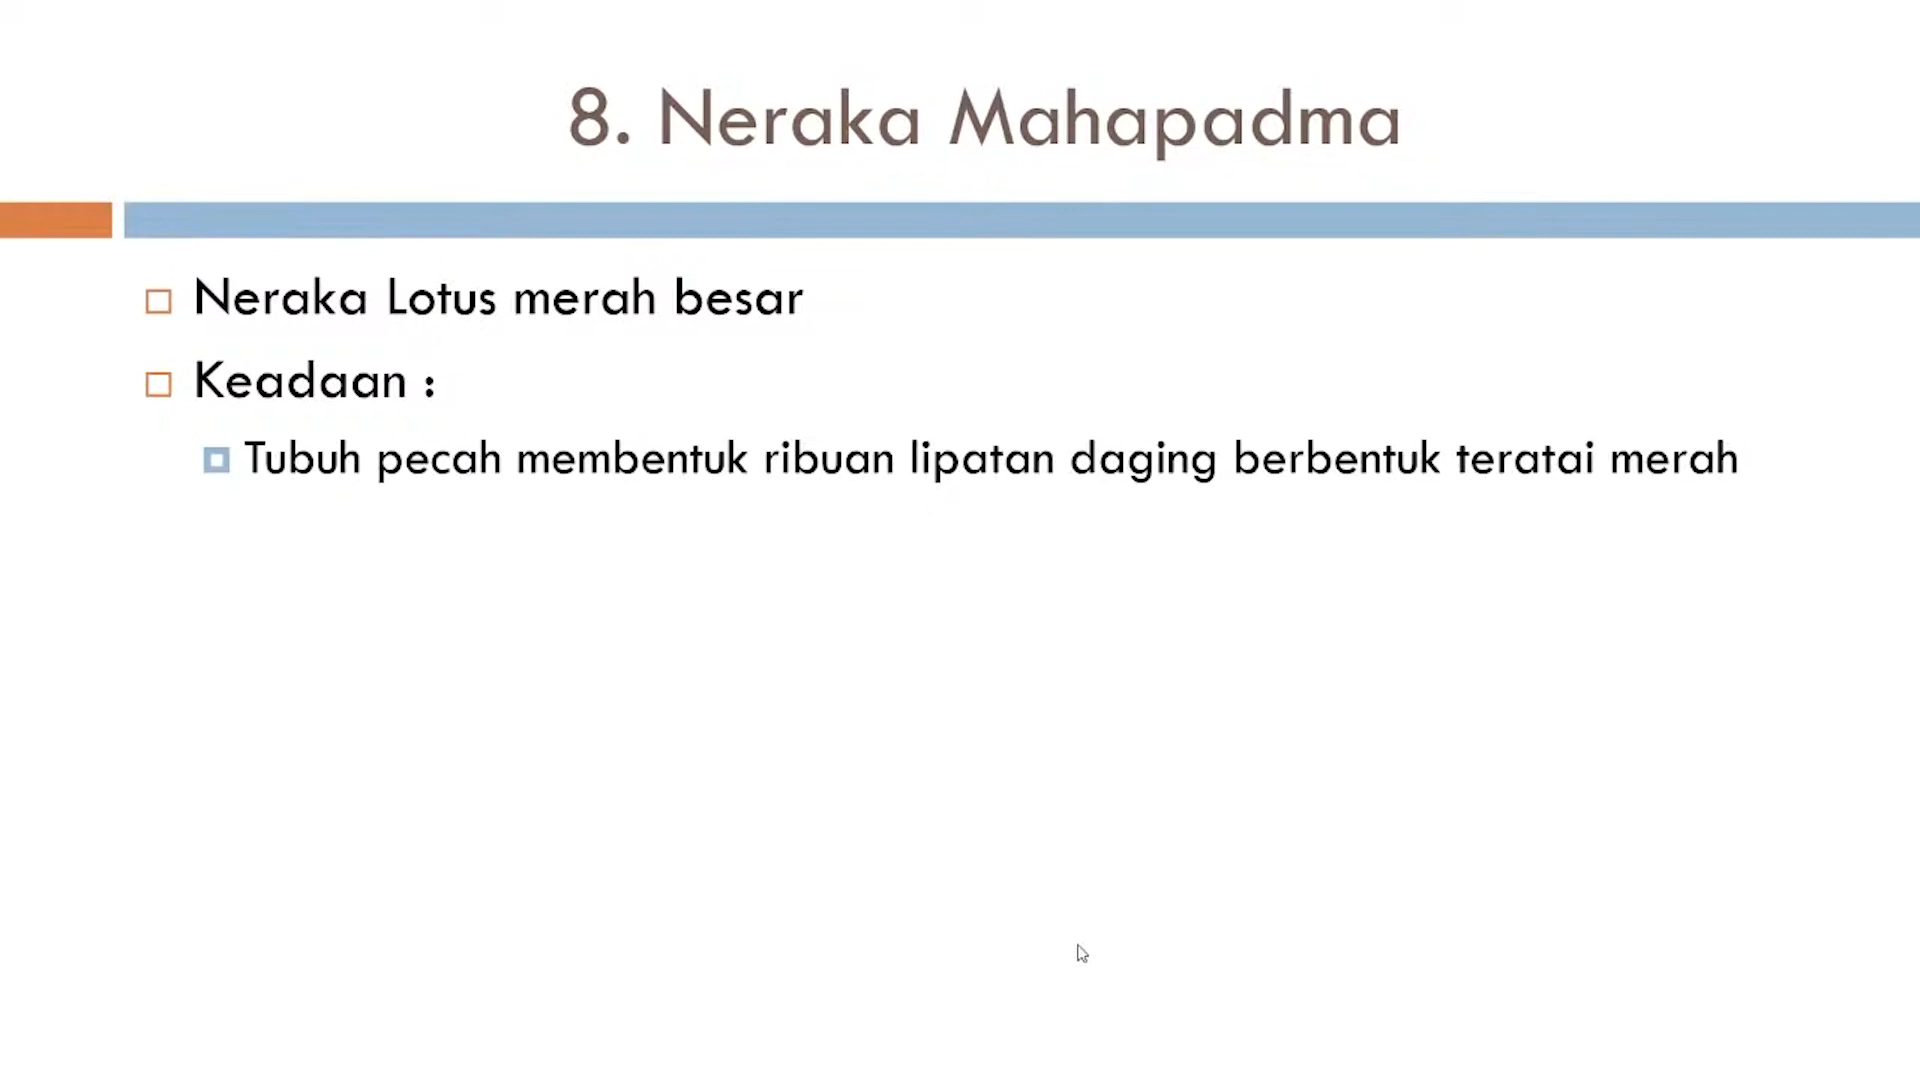 8. Neraka Mahapadma
Neraka Lotus merah besar
Keadaan :
Tubuh pecah membentuk ribuan lipatan daging berbentuk teratai merah